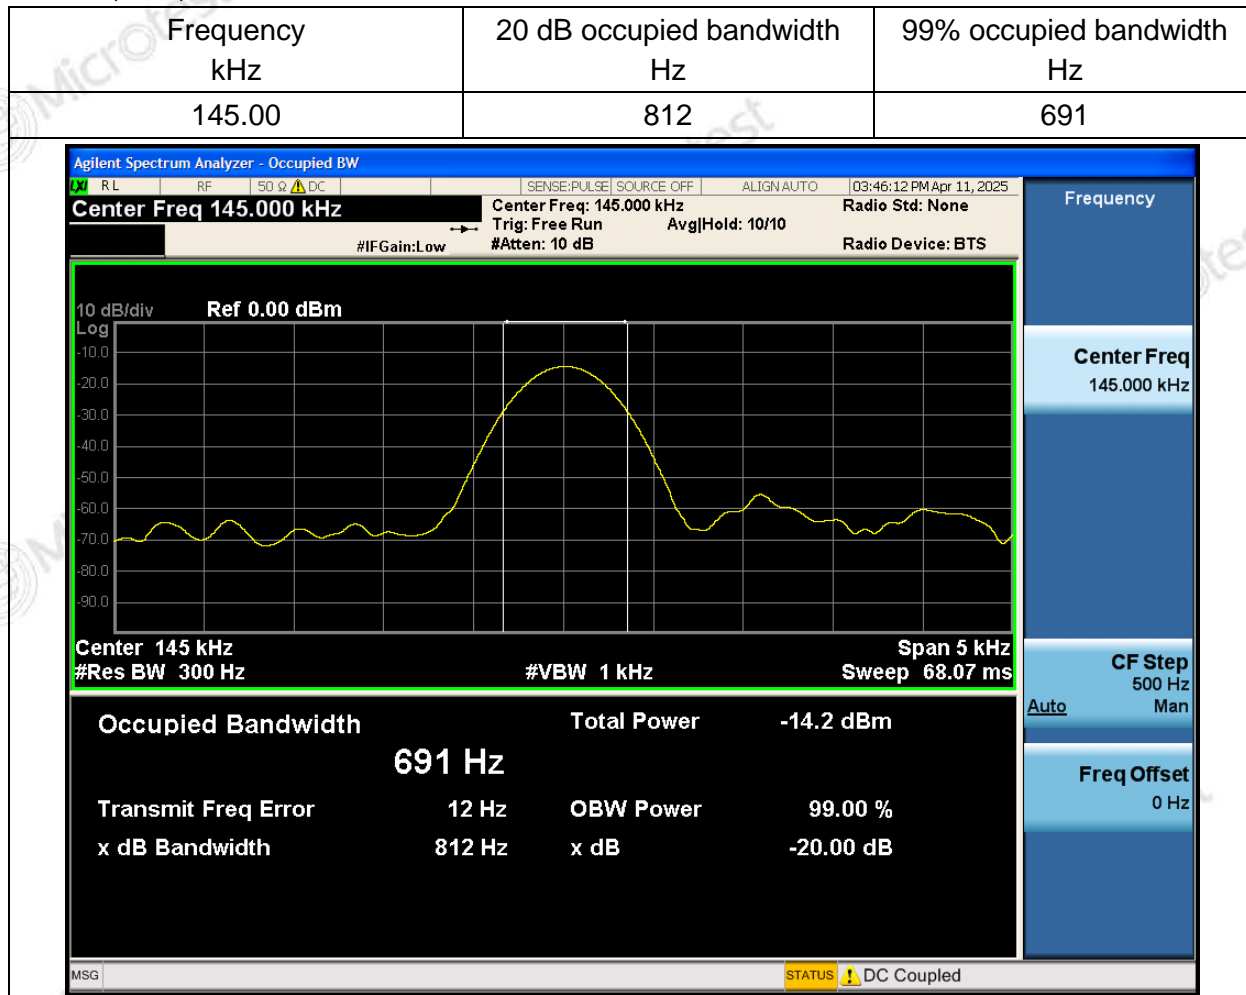 Frequency
kHz
20 dB occupied bandwidth
Hz
99% occupied bandwidth
Hz
145.00
812
691
Microtest
Agilent Spectrum Analyzer - Occupied BW
LXI RL RF 50 Ω DC SENSE:PULSE SOURCE OFF ALIGN AUTO 03:46:12 PM Apr 11, 2025
Center Freq 145.000 kHz
Center Freq: 145.000 kHz
Radio Std: None
Trig: Free Run Avg|Hold: 10/10
#IFGain:Low
#Atten: 10 dB
Radio Device: BTS
10 dB/div Ref 0.00 dBm
Log
-10.0
-20.0
-30.0
-40.0
-50.0
-60.0
-70.0
-80.0
-90.0
Center 145 kHz
Span 5 kHz
#Res BW 300 Hz
#VBW 1 kHz
Sweep 68.07 ms
Occupied Bandwidth
691 Hz
Total Power -14.2 dBm
Transmit Freq Error 12 Hz
OBW Power 99.00 %
x dB Bandwidth 812 Hz
x dB -20.00 dB
Frequency
Center Freq
145.000 kHz
CF Step
500 Hz
Auto Man
Freq Offset
0 Hz
MSG
STATUS DC Coupled